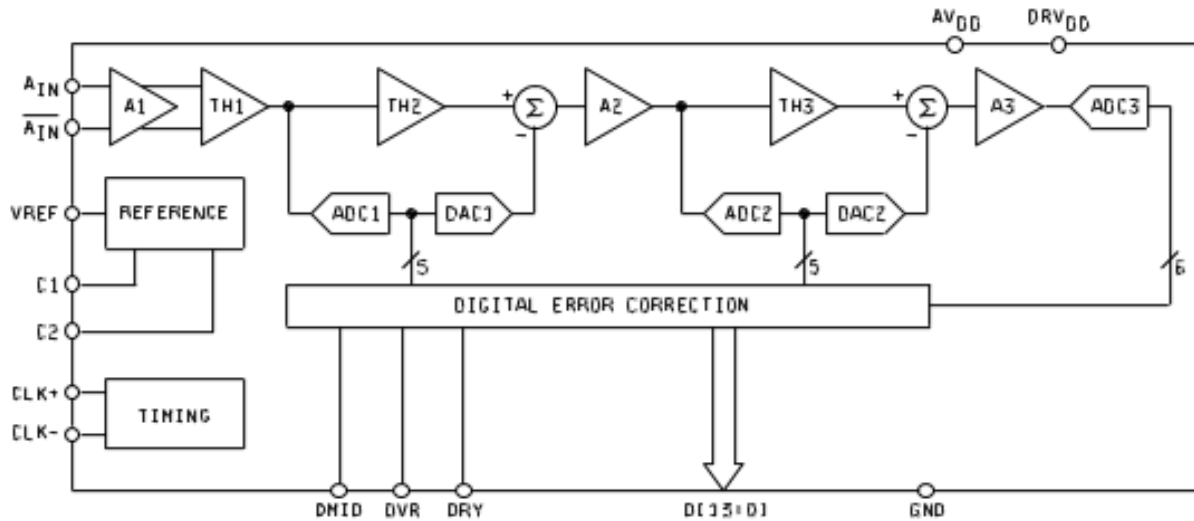 AVDD DRVDD
AIN
A1 TH1 TH2 + Σ A2 TH3 + Σ A3 ADC3
AIN - -
VREF REFERENCE ADC1 DAC1 ADC2 DAC2
5 5 6
C1
DIGITAL ERROR CORRECTION
C2
CLK+
TIMING
CLK-
DMID DVR DRY D[13:0] GND